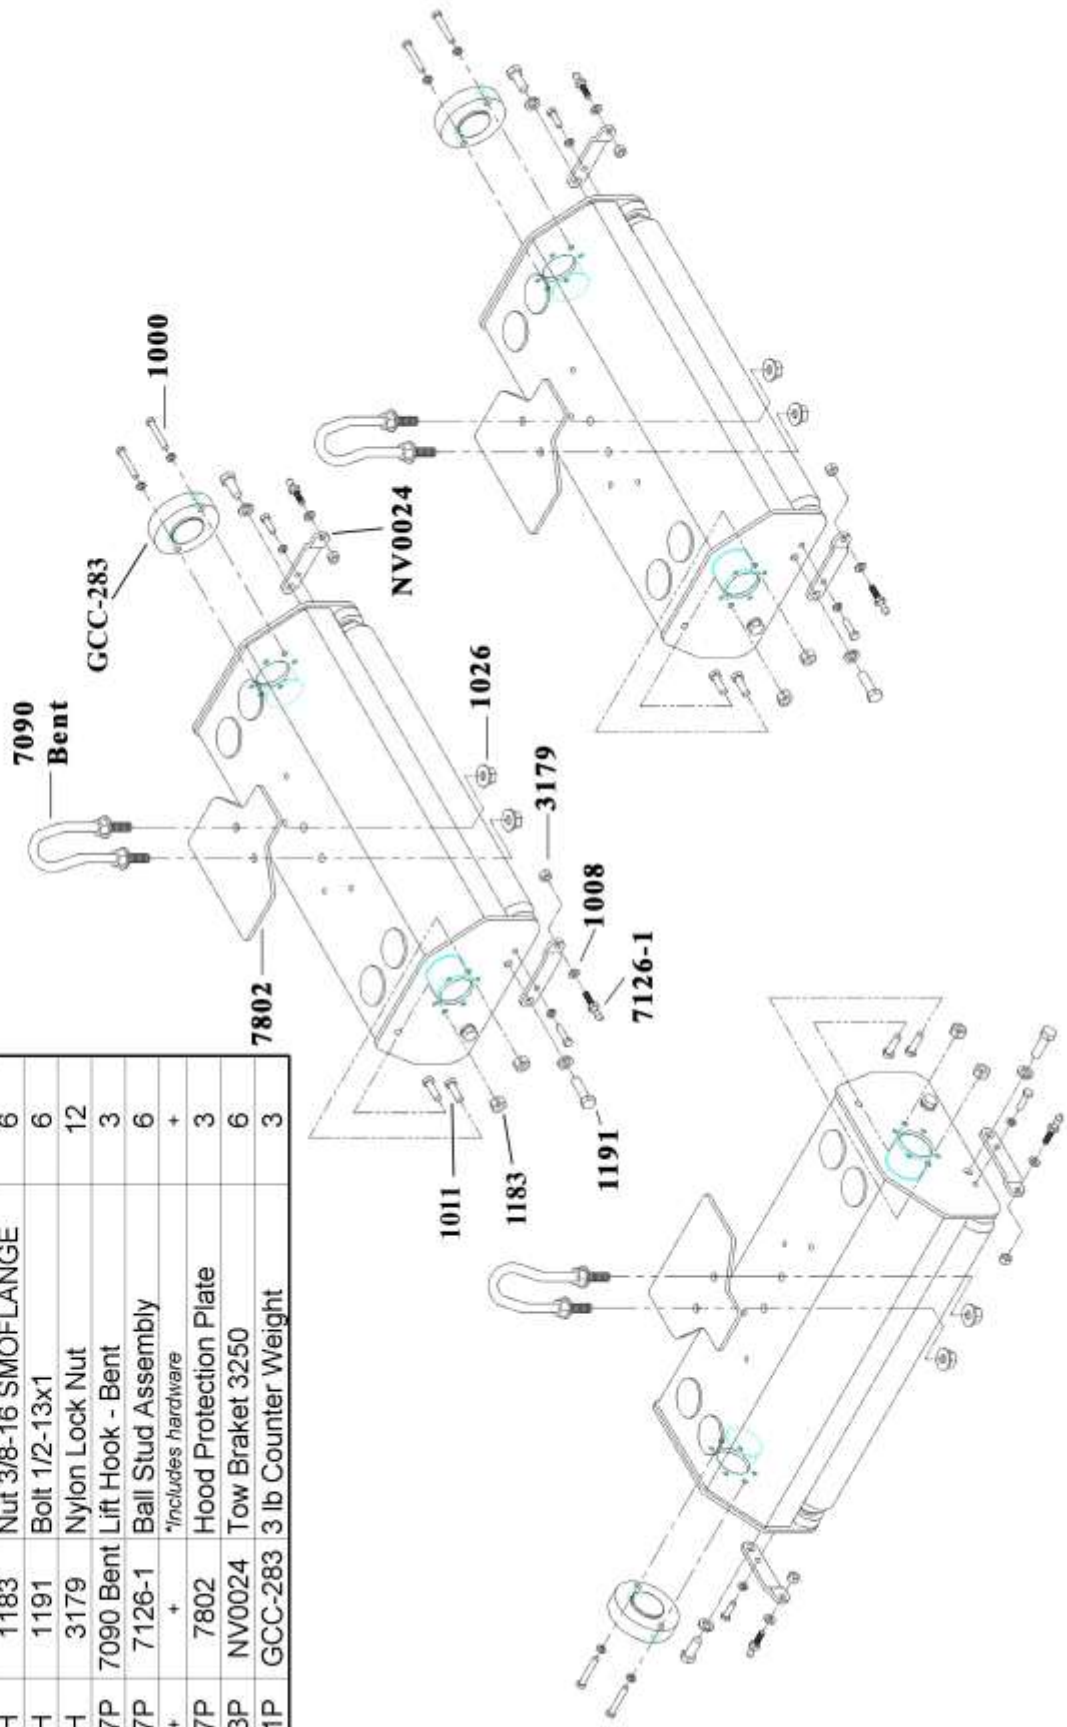 H 1183 Nut 3/8-16 SMOFLANGE 6
H 1191 Bolt 1/2-13x1 6
H 3179 Nylon Lock Nut 12
7P 7090 Bent Lift Hook - Bent 3
7P 7126-1 Ball Stud Assembly 6
+ + *Includes hardware +
7P 7802 Hood Protection Plate 3
3P NV0024 Tow Braket 3250 6
1P GCC-283 3 lb Counter Weight 3
7090
Bent
GCC-283
1000
NV0024
7802
1026
3179
1008
7126-1
1011
1183
1191